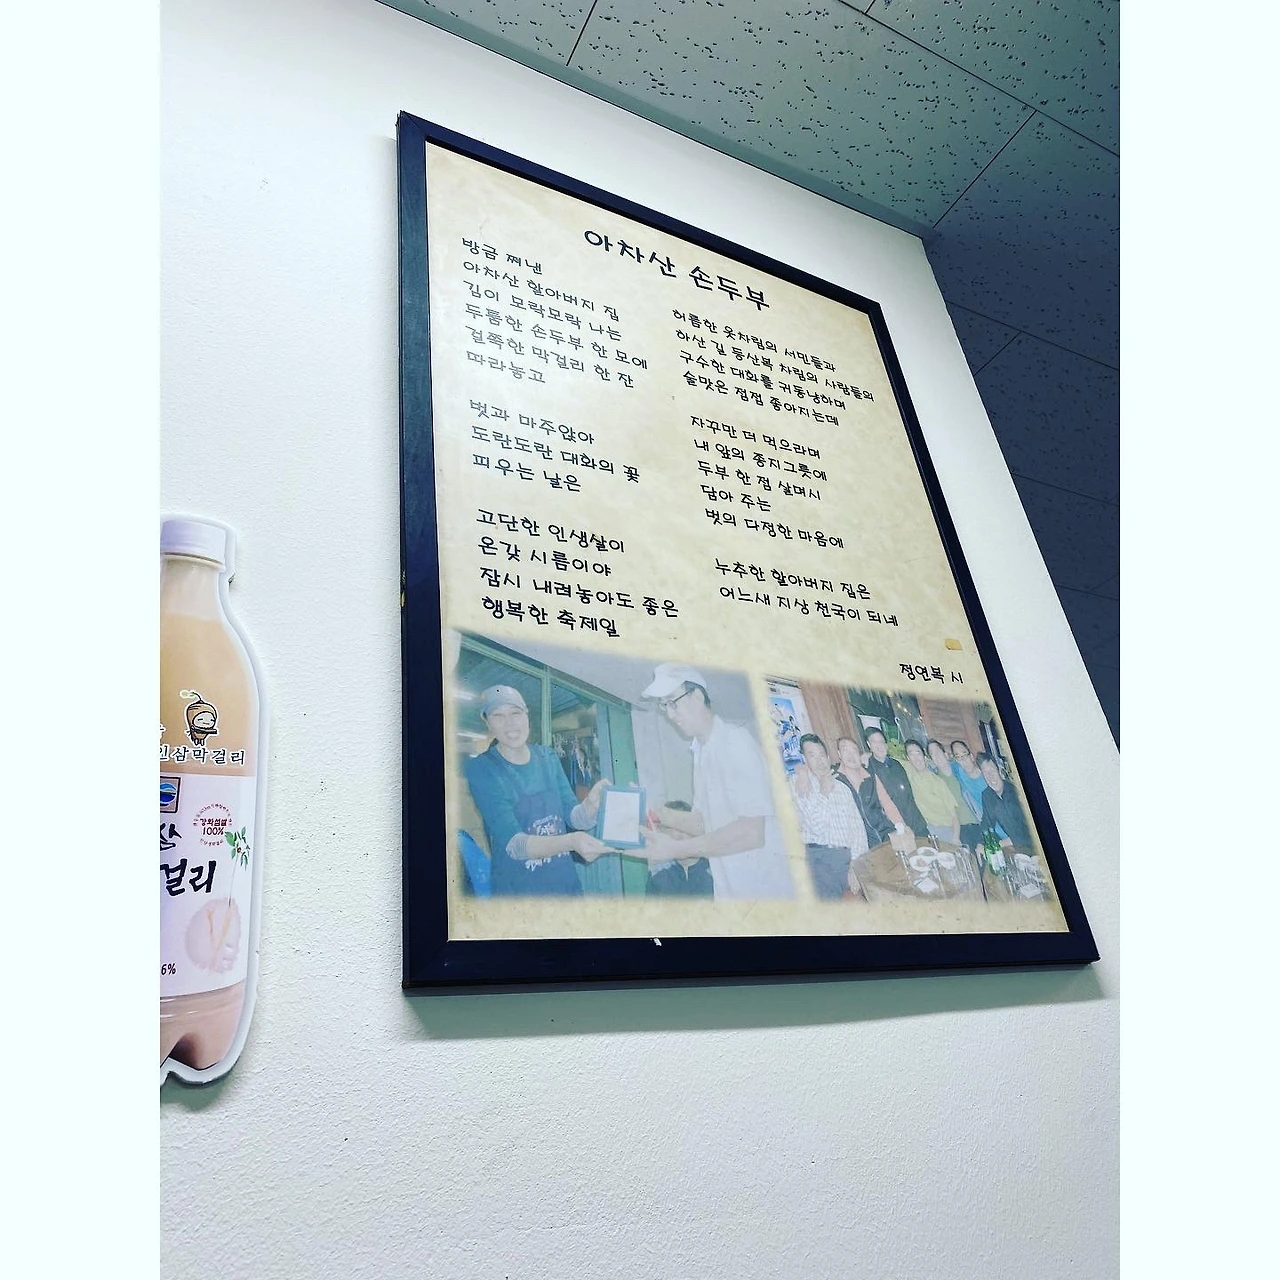 아차산 손두부
방금 쪄낸
아차산 할아버지 집
김이 모락모락 나는
두툼한 손두부 한 모에
걸쭉한 막걸리 한 잔
따라놓고
벗과 마주앉아
도란도란 대화의 꽃
피우는 날은
고단한 인생살이
온갖 시름이야
잠시 내려놓아도 좋은
행복한 축제일
허름한 옷차림의 서민들과
하산 길 등산복 차림의 사람들의
구수한 대화를 귀동냥하며
술맛은 점점 좋아지는데
자꾸만 더 먹으라며
내 앞의 종지그릇에
두부 한 점 살며시
담아 주는
벗의 다정한 마음에
누추한 할아버지 집은
어느새 지상 천국이 되네
정연복 시
인삼막걸리
강화섬쌀
100%
걸리
6%